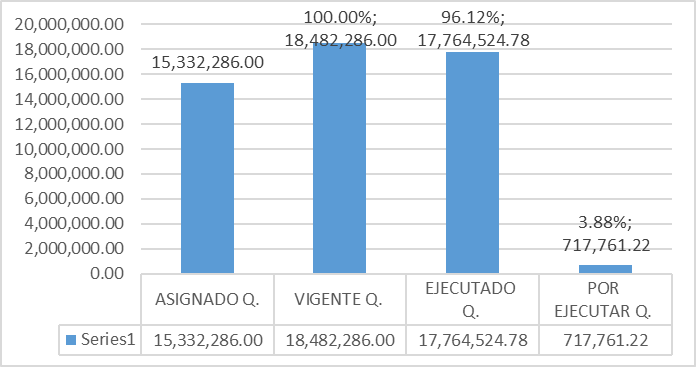 20,000,000.00
18,000,000.00
16,000,000.00
14,000,000.00
12,000,000.00
10,000,000.00
8,000,000.00
6,000,000.00
4,000,000.00
2,000,000.00
0.00
15,332,286.00
100.00%;
18,482,286.00
96.12%;
17,764,524.78
3.88%;
717,761.22
ASIGNADO Q.
VIGENTE Q.
EJECUTADO
Q.
POR
EJECUTAR Q.
Series1 15,332,286.00 18,482,286.00 17,764,524.78 717,761.22